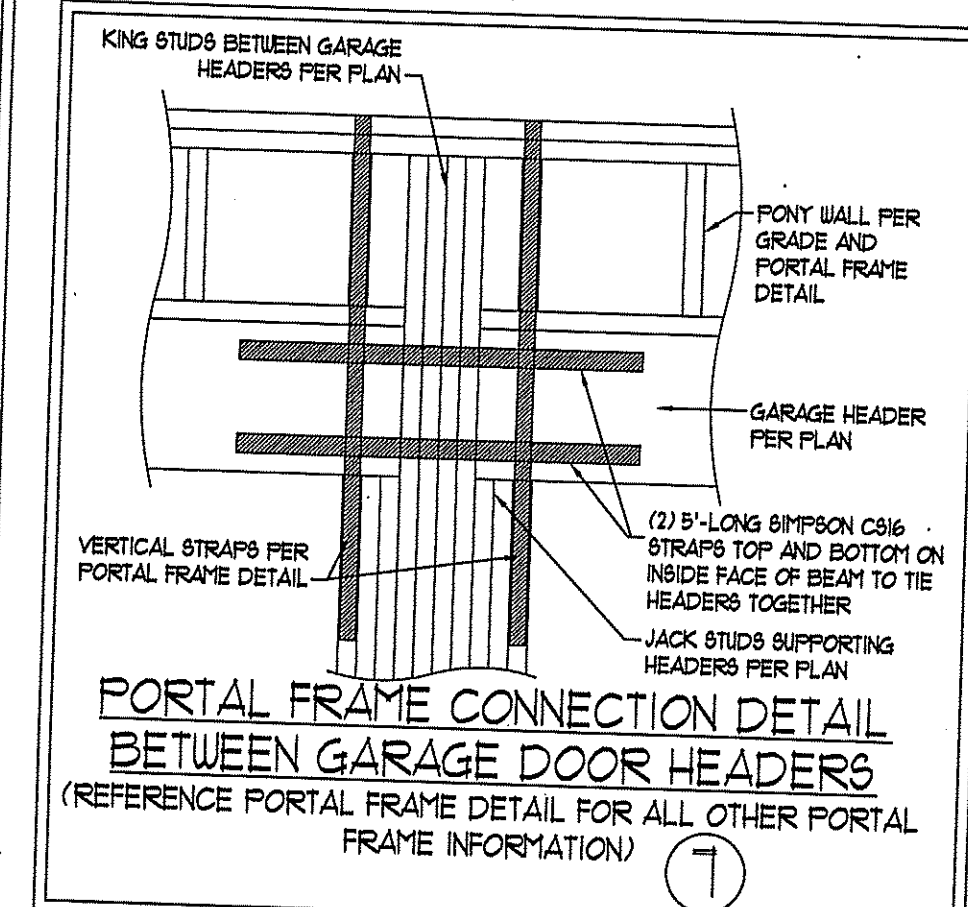 KING STUDS BETWEEN GARAGE
HEADERS PER PLAN
PONY WALL PER
GRADE AND
PORTAL FRAME
DETAIL
GARAGE HEADER
PER PLAN
(2) 5'-LONG SIMPSON CS16
STRAPS TOP AND BOTTOM ON
INSIDE FACE OF BEAM TO TIE
HEADERS TOGETHER
VERTICAL STRAPS PER
PORTAL FRAME DETAIL
JACK STUDS SUPPORTING
HEADERS PER PLAN
PORTAL FRAME CONNECTION DETAIL
BETWEEN GARAGE DOOR HEADERS
(REFERENCE PORTAL FRAME DETAIL FOR ALL OTHER PORTAL
FRAME INFORMATION)
7